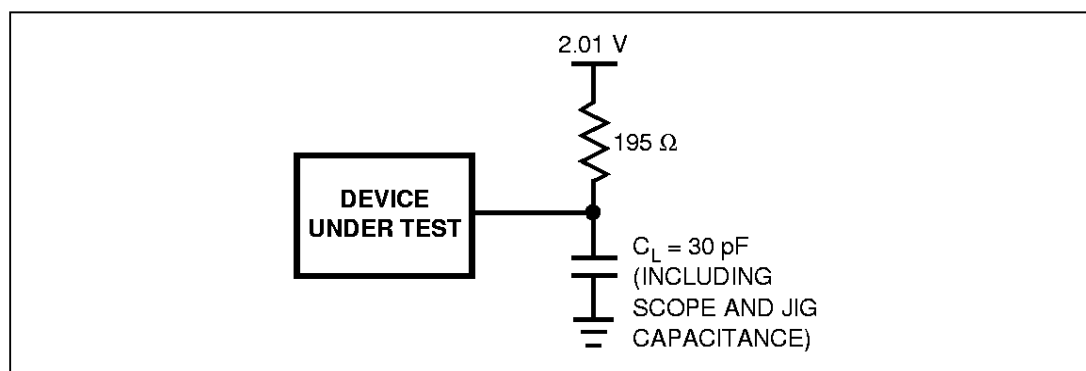 2.01 V
195 Ω
DEVICE
UNDER TEST
C_L = 30 pF
(INCLUDING
SCOPE AND JIG
CAPACITANCE)